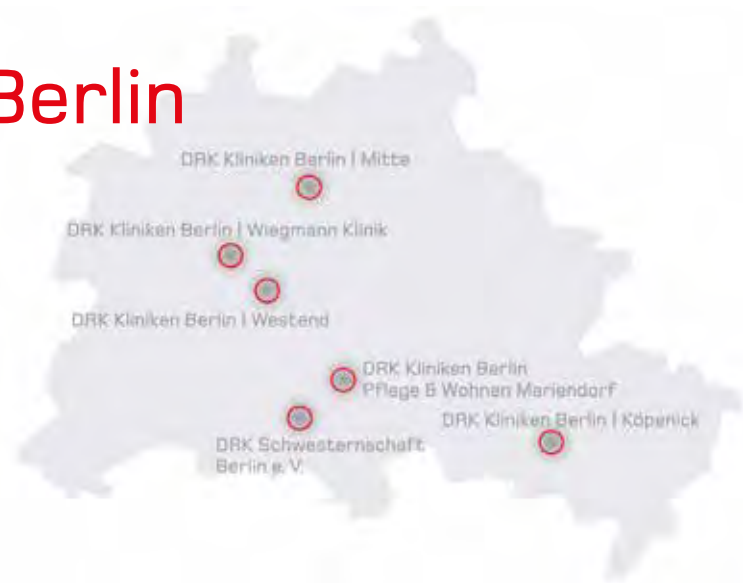 Berlin
DRK Kliniken Berlin | Mitte
DRK Kliniken Berlin | Wiegmann Klinik
DRK Kliniken Berlin | Westend
DRK Kliniken Berlin
Pflege & Wohnen Mariendorf
DRK Kliniken Berlin | Köpenick
DRK Schwesternschaft
Berlin e. V.